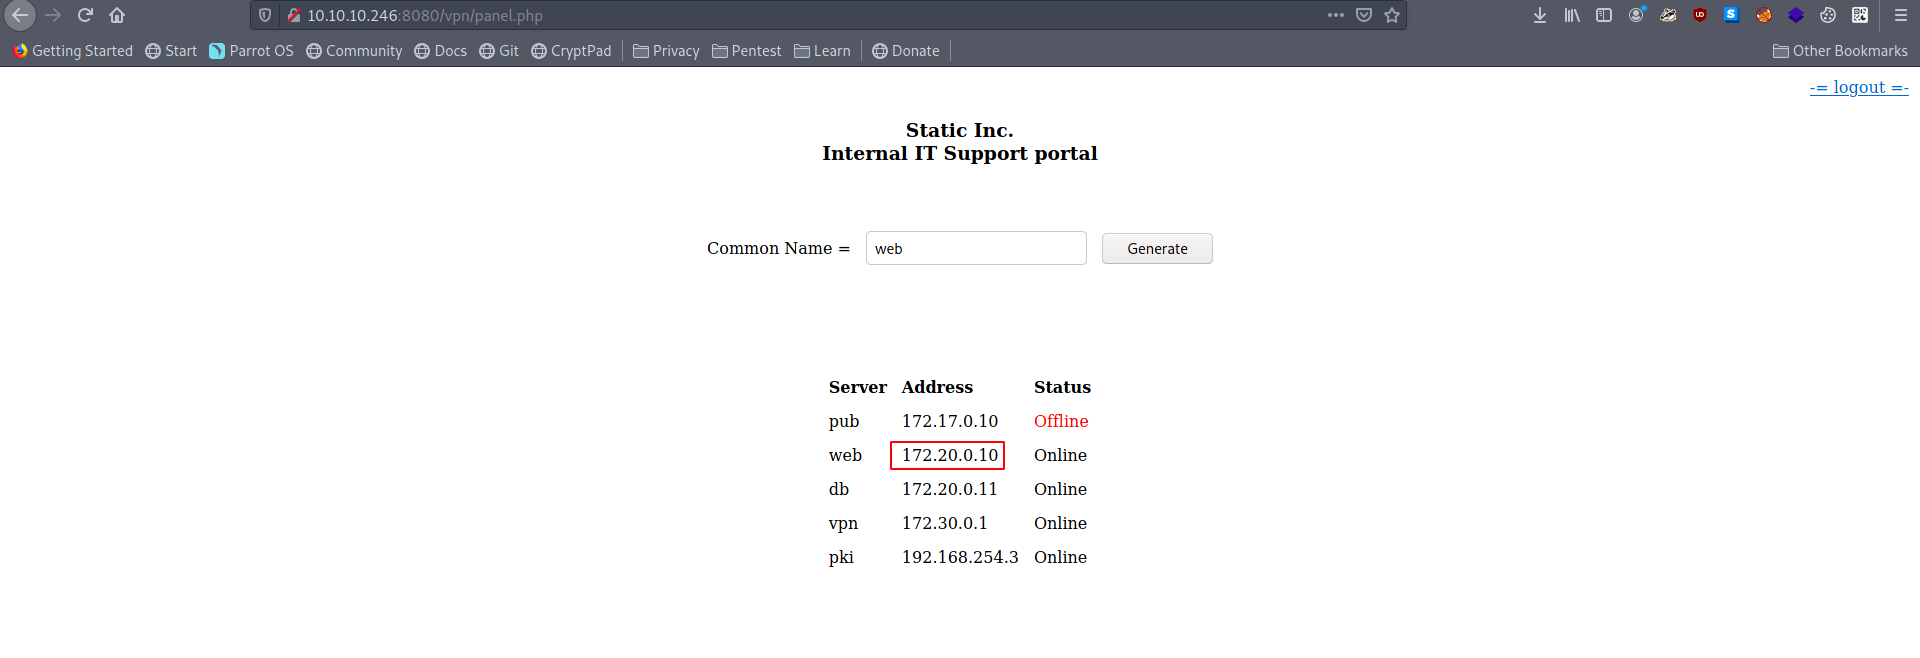 10.10.10.246:8080/vpn/panel.php
Getting Started Start Parrot OS Community Docs Git CryptPad Privacy Pentest Learn Donate Other Bookmarks
-= logout =-
Static Inc.
Internal IT Support portal
Common Name = web Generate
Server Address Status
pub 172.17.0.10 Offline
web 172.20.0.10 Online
db 172.20.0.11 Online
vpn 172.30.0.1 Online
pki 192.168.254.3 Online